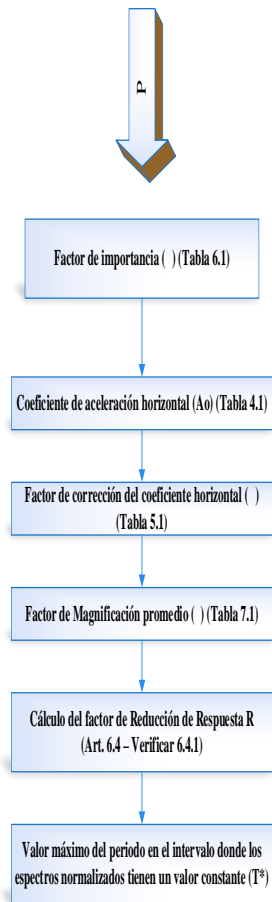 P
Factor de importancia ( ) (Tabla 6.1)
Coeficiente de aceleración horizontal (Ao) (Tabla 4.1)
Factor de corrección del coeficiente horizontal ( )
(Tabla 5.1)
Factor de Magnificación promedio ( ) (Tabla 7.1)
Cálculo del factor de Reducción de Respuesta R
(Art. 6.4 – Verificar 6.4.1)
Valor máximo del periodo en el intervalo donde los
espectros normalizados tienen un valor constante (T*)